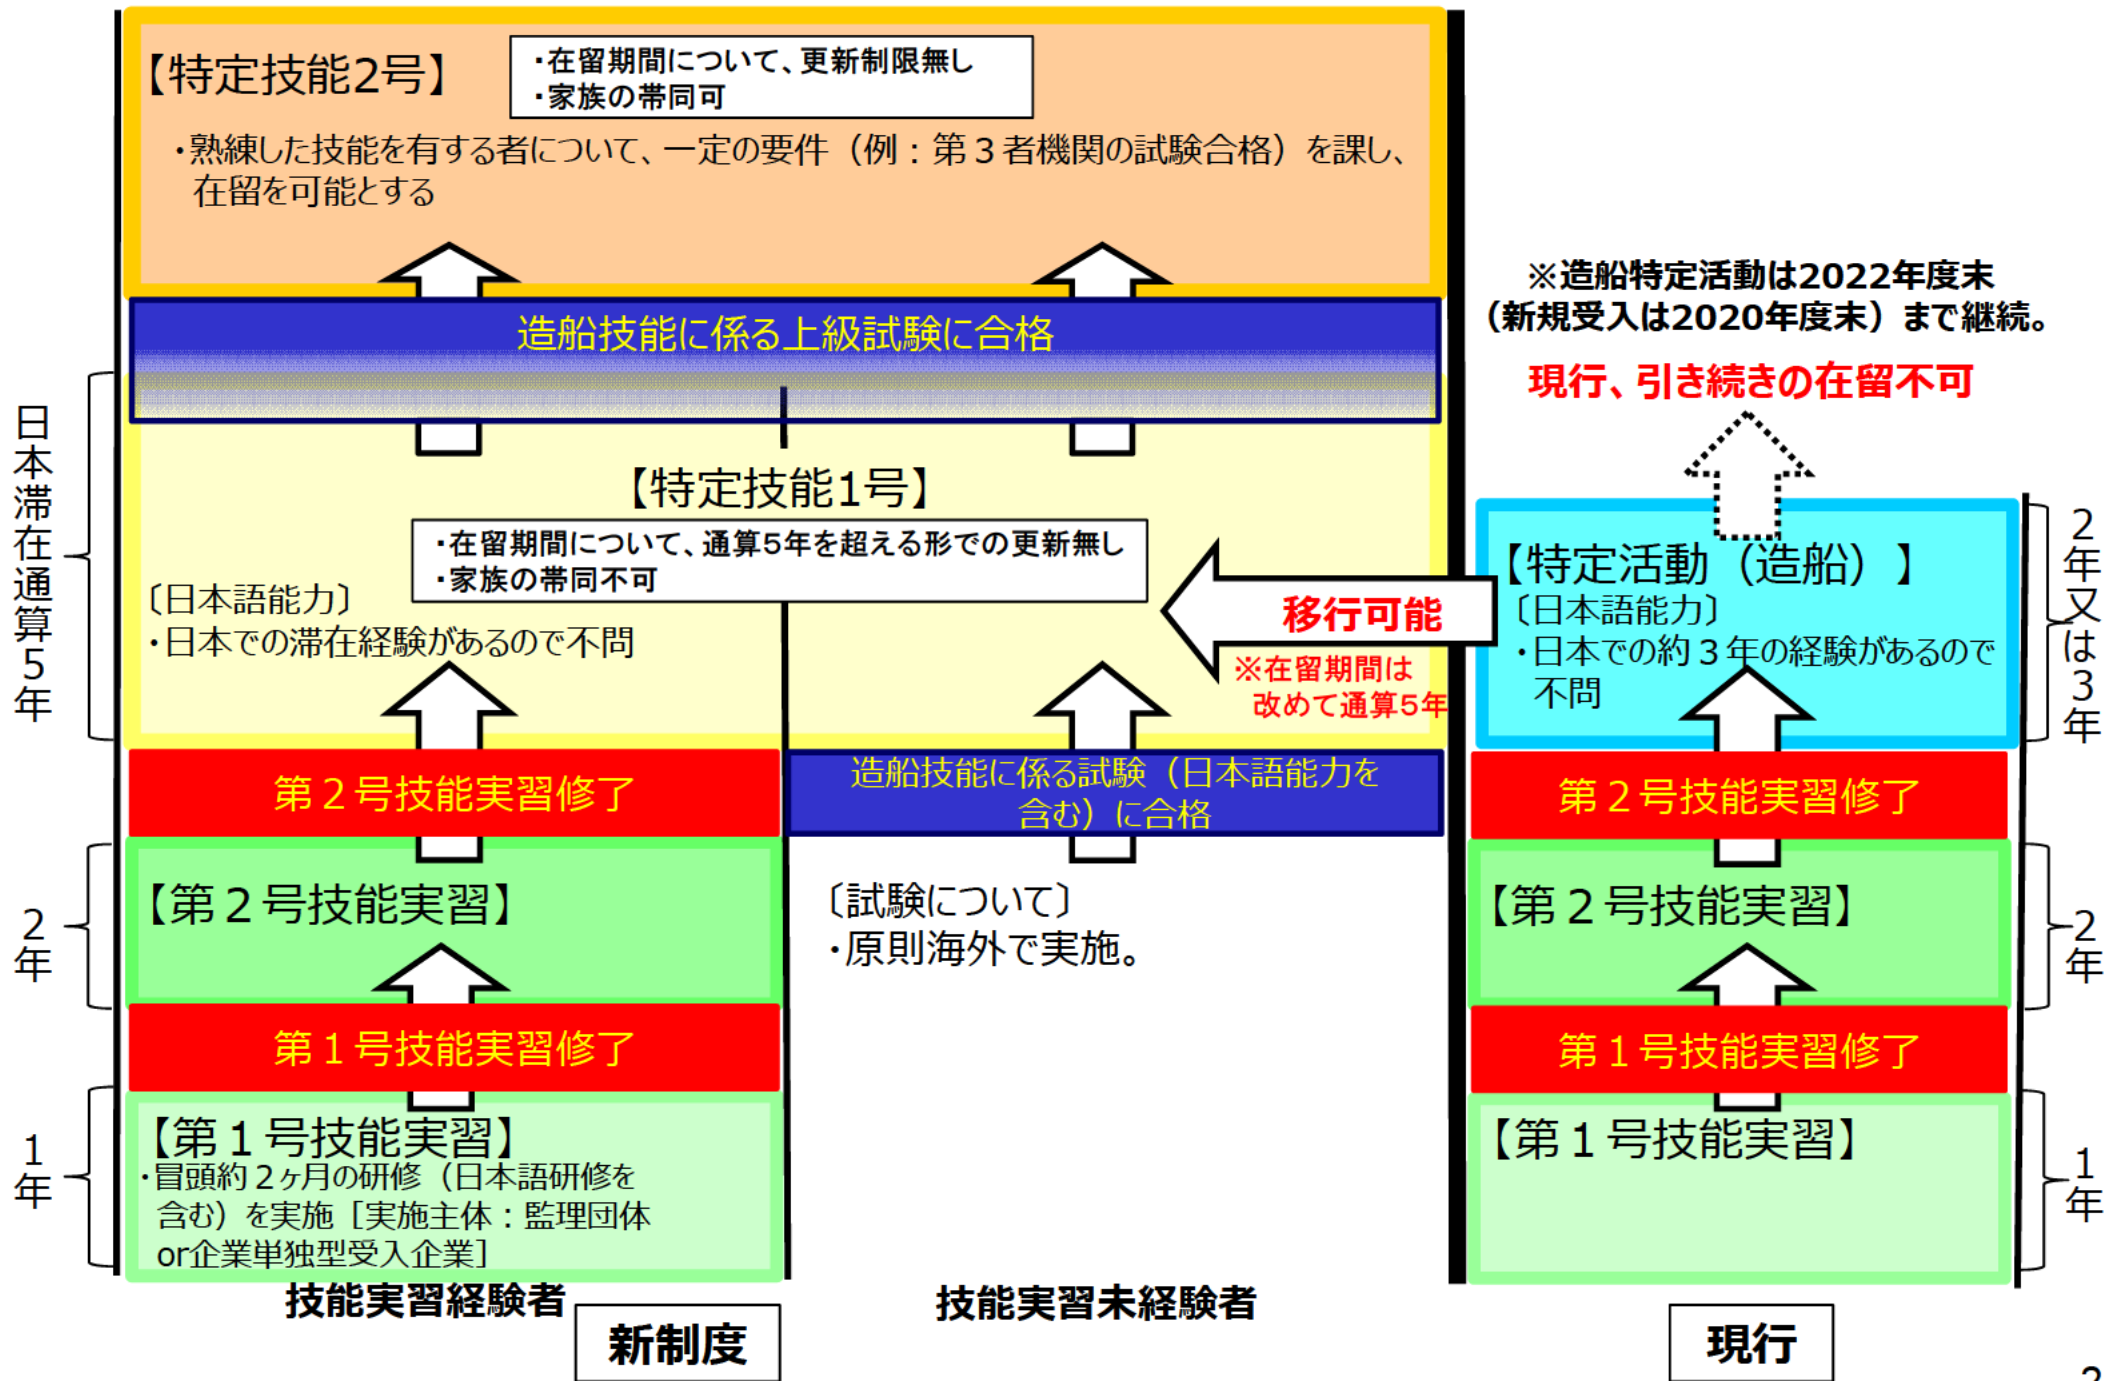 【特定技能2号】
・在留期間について、更新制限無し
・家族の帯同可
・熟練した技能を有する者について、一定の要件（例：第３者機関の試験合格）を課し、
在留を可能とする
造船技能に係る上級試験に合格
日本滞在通算5年
【特定技能1号】
・在留期間について、通算5年を超える形での更新無し
・家族の帯同不可
〔日本語能力〕
・日本での滞在経験があるので不問
移行可能
※在留期間は
改めて通算5年
第２号技能実習修了
造船技能に係る試験（日本語能力を
含む）に合格
2年
【第２号技能実習】
〔試験について〕
・原則海外で実施。
第１号技能実習修了
1年
【第１号技能実習】
・冒頭約２ヶ月の研修（日本語研修を
含む）を実施［実施主体：監理団体
or企業単独型受入企業］
技能実習経験者
技能実習未経験者
新制度
※造船特定活動は2022年度末
（新規受入は2020年度末）まで継続。
現行、引き続きの在留不可
【特定活動（造船）】
〔日本語能力〕
・日本での約３年の経験があるので
不問
2年又は3年
第２号技能実習修了
【第２号技能実習】
2年
第１号技能実習修了
【第１号技能実習】
1年
現行
2